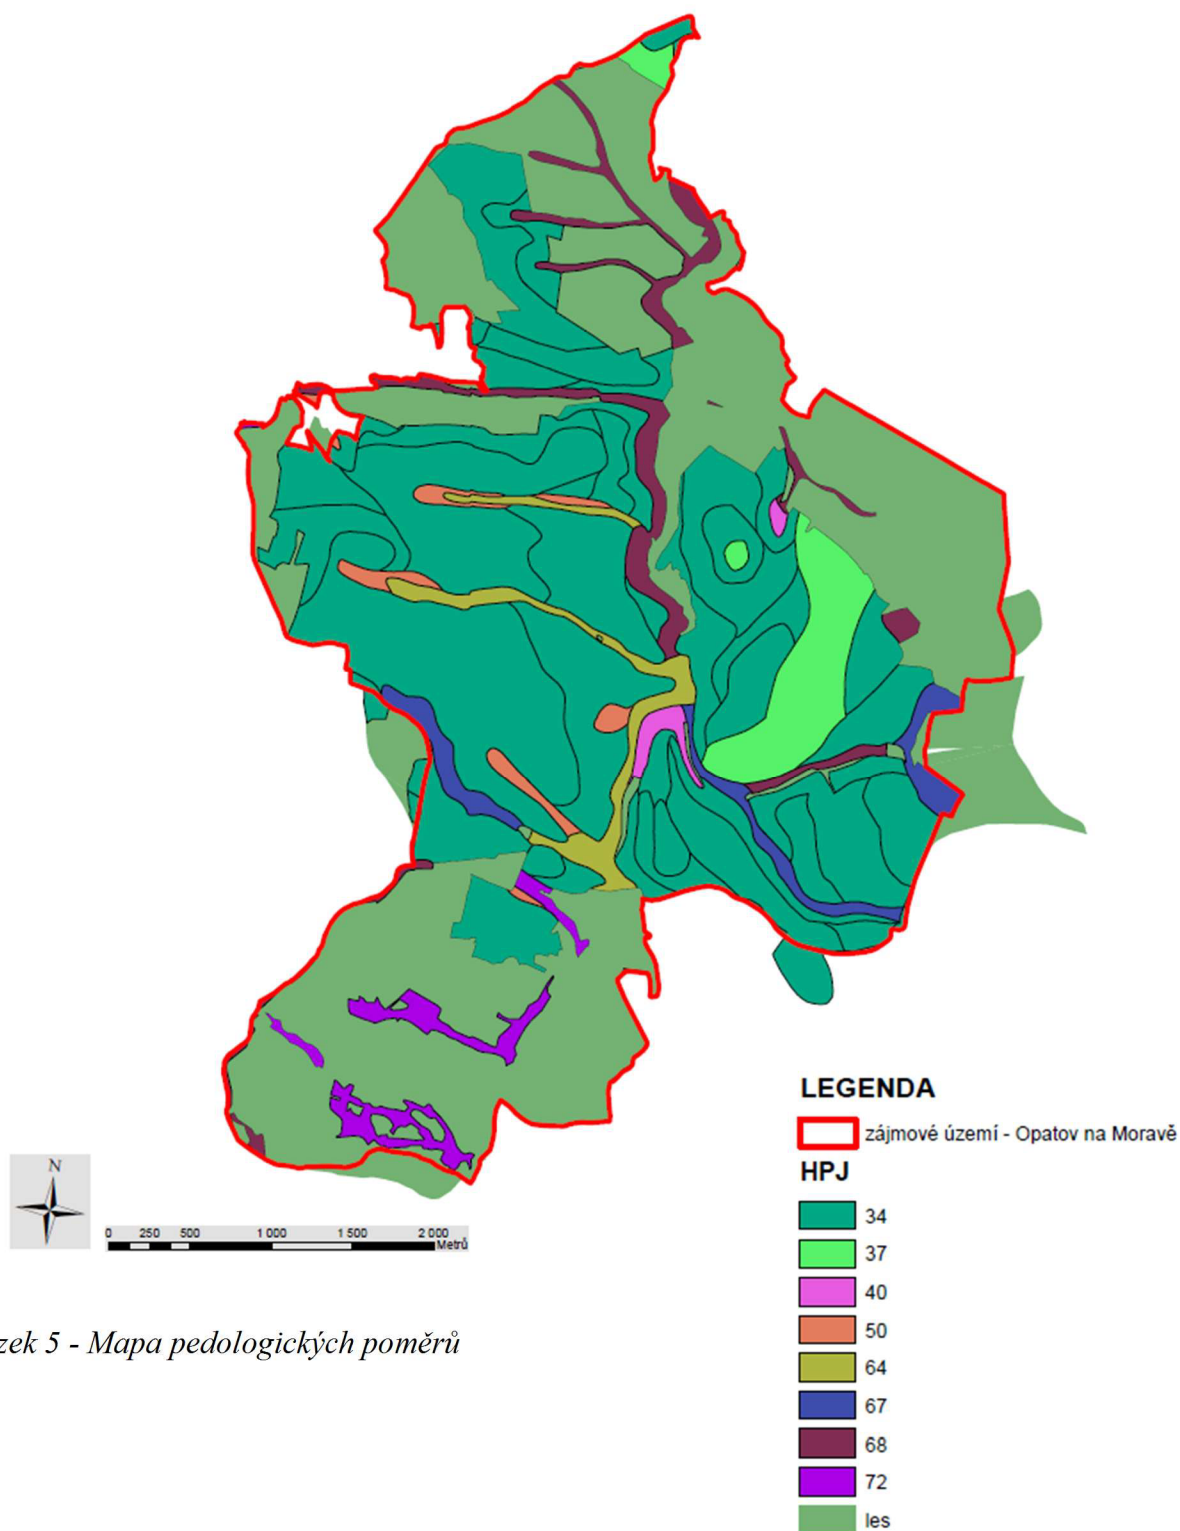 LEGENDA
zájmové území - Opatov na Moravě
HPJ
34
37
40
50
64
67
68
72
les
N
0 250 500 1 000 1 500 2 000
Metrů
zek 5 - Mapa pedologických poměrů